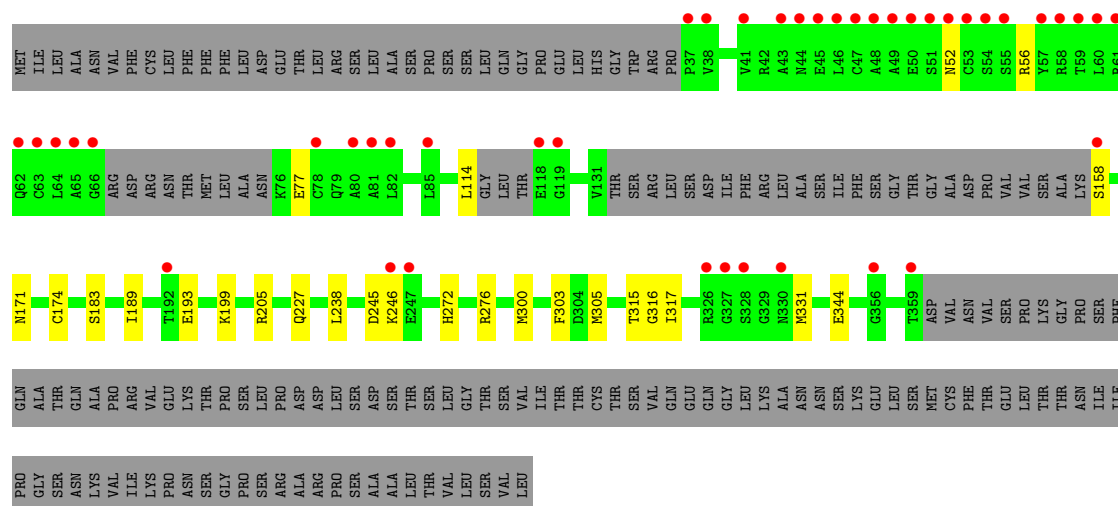 MET ILE LEU ALA ASN VAL PHE CYS LEU PHE PHE PHE LEU ASP GLU THR LEU ARG SER LEU ALA SER PRO SER SER LEU GLN GLY PRO GLU LEU HIS GLY TRP ARG PRO P37 V38 V41 R42 A43 N44 E45 L46 C47 A48 A49 E50 S51 N52 C53 S54 S55 R56 Y57 R58 T59 L60 R61
Q62 C63 L64 A65 G66 ARG ASP ARG ASN THR MET LEU ALA ASN K76 E77 C78 Q79 A80 A81 L82 L85 L114 GLY LEU THR E118 G119 V131 THR SER ARG LEU SER ASP ILE PHE ARG LEU ALA SER ILE PHE SER GLY THR GLY ALA ASP PRO VAL VAL SER ALA LYS S158
N171 C174 S183 I189 T192 E193 K199 R205 Q227 L238 D245 K246 E247 H272 R276 M300 F303 D304 M305 T315 G316 I317 R326 G327 S328 G329 N330 M331 E344 G356 T359 ASP VAL ASN VAL SER PRO LYS GLY PRO SER PHE
GLN ALA THR GLN ALA PRO ARG VAL GLU LYS THR PRO SER LEU PRO ASP ASP LEU SER ASP SER THR SER LEU GLY THR SER VAL ILE THR THR CYS THR SER VAL GLN GLU GLN GLY LEU LYS ALA ASN ASN SER LYS GLU LEU SER MET CYS PHE THR GLU LEU THR THR ASN ILE ILE
PRO GLY SER ASN LYS VAL ILE LYS PRO ASN SER GLY PRO SER ARG ALA ARG PRO SER ALA ALA LEU THR VAL LEU SER VAL LEU